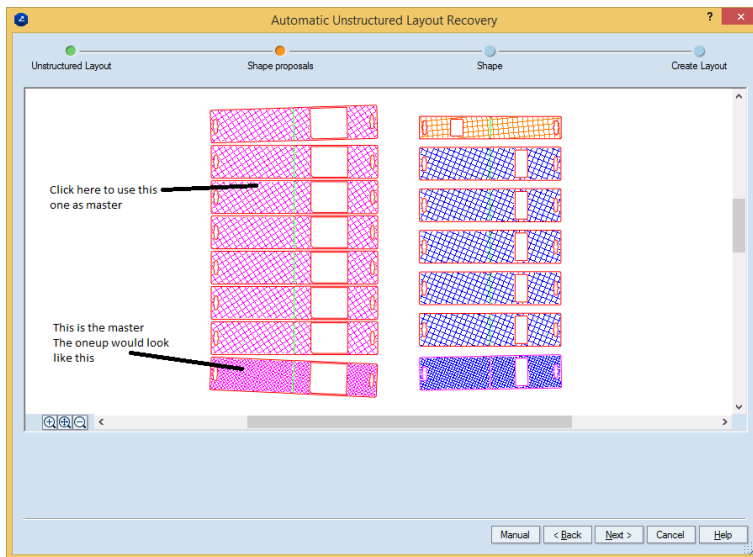 Automatic Unstructured Layout Recovery
Unstructured Layout
Shape proposals
Shape
Create Layout
Click here to use this
one as master
This is the master
The oneup would look
like this
Manual
< Back
Next >
Cancel
Help